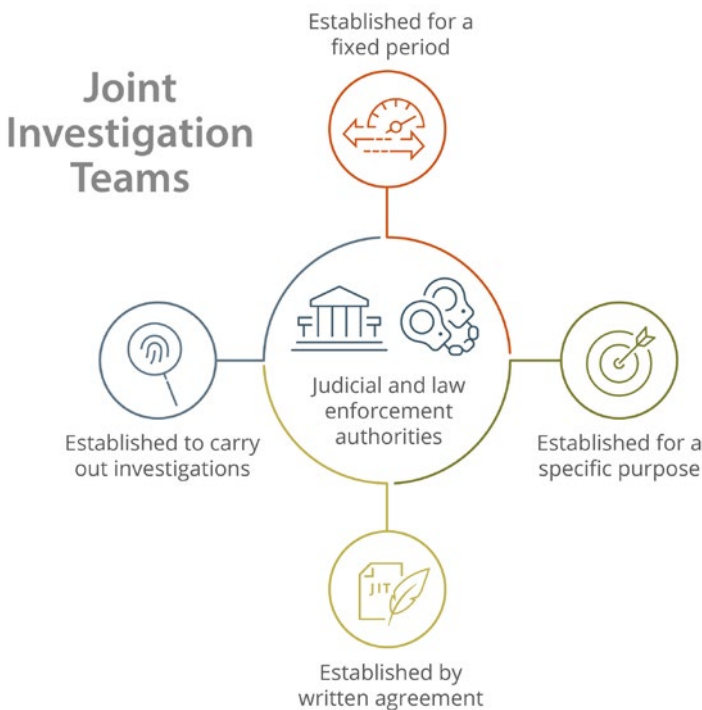 Established for a
fixed period
Joint
Investigation
Teams
Judicial and law
enforcement
authorities
Established to carry
out investigations
Established for a
specific purpose
JIT
Established by
written agreement